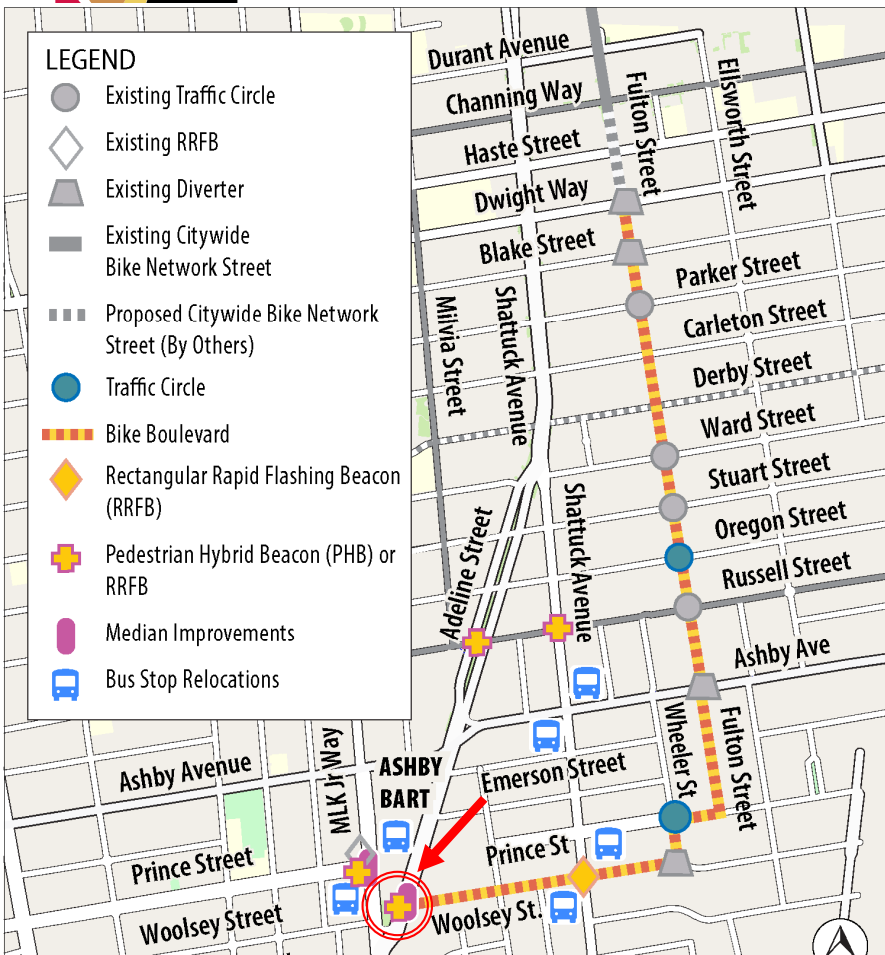 LEGEND
Existing Traffic Circle
Existing RRFB
Existing Diverter
Existing Citywide
Bike Network Street
Proposed Citywide Bike Network
Street (By Others)
Traffic Circle
Bike Boulevard
Rectangular Rapid Flashing Beacon
(RRFB)
Pedestrian Hybrid Beacon (PHB) or
RRFB
Median Improvements
Bus Stop Relocations
Durant Avenue
Channing Way
Haste Street
Dwight Way
Blake Street
Fulton Street
Ellsworth Street
Parker Street
Carleton Street
Derby Street
Ward Street
Stuart Street
Oregon Street
Russell Street
Ashby Ave
Milvia Street
Shattuck Avenue
Adeline Street
Shattuck Avenue
Wheeler St
Fulton Street
Ashby Avenue
MLK Jr Way
ASHBY
BART
Emerson Street
Prince Street
Prince St
Woolsey Street
Woolsey St.